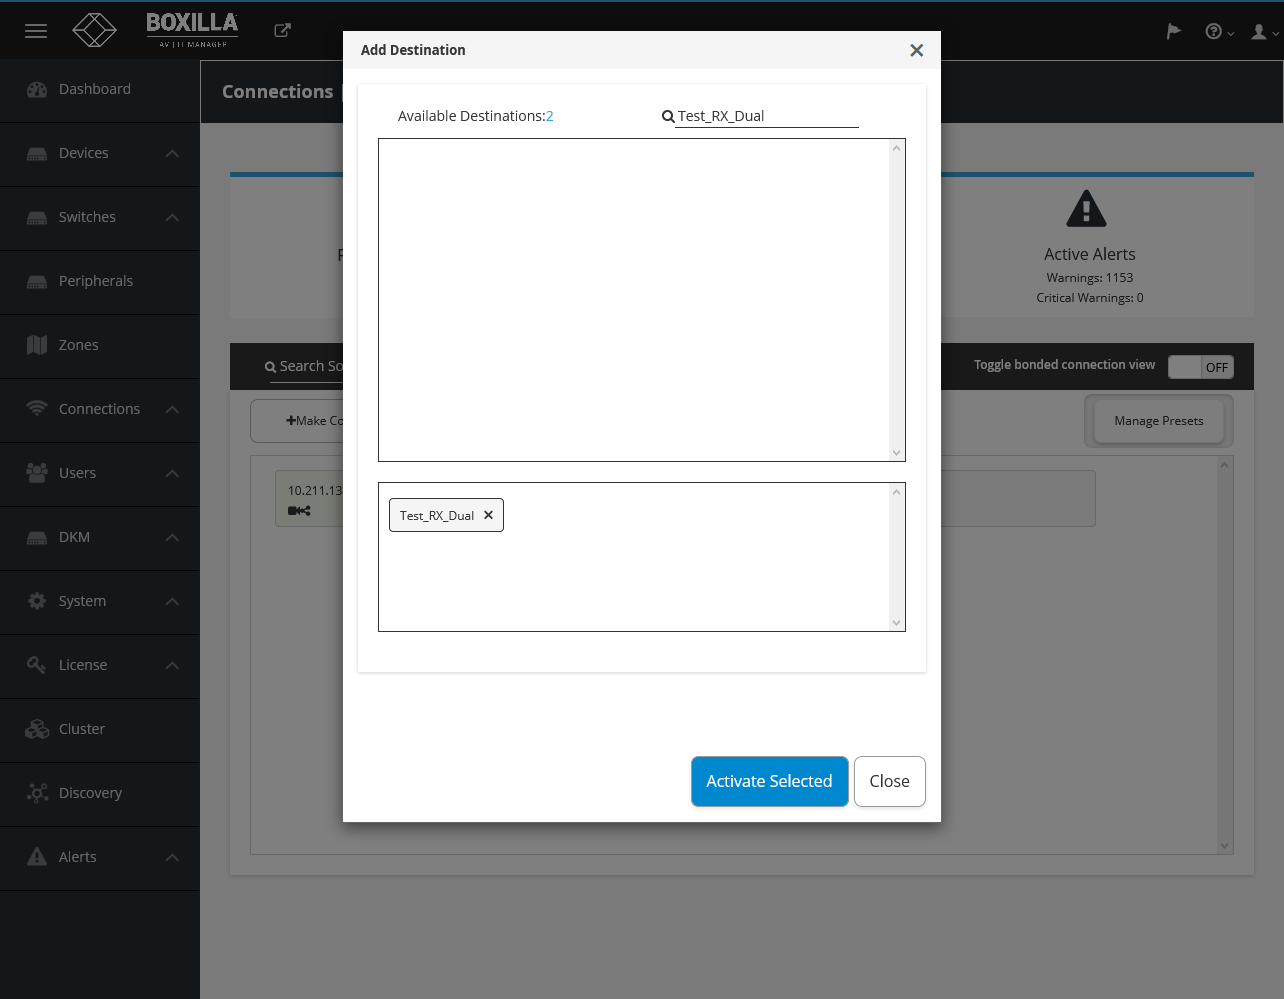 BOXILLA
AV | IT MANAGER
Dashboard
Devices
Switches
Peripherals
Zones
Connections
Users
DKM
System
License
Cluster
Discovery
Alerts
Connections
Add Destination
Available Destinations:2
Test_RX_Dual
Test_RX_Dual
Activate Selected
Close
Active Alerts
Warnings: 1153
Critical Warnings: 0
Search So
Toggle bonded connection view
OFF
Make Co
Manage Presets
10.211.13